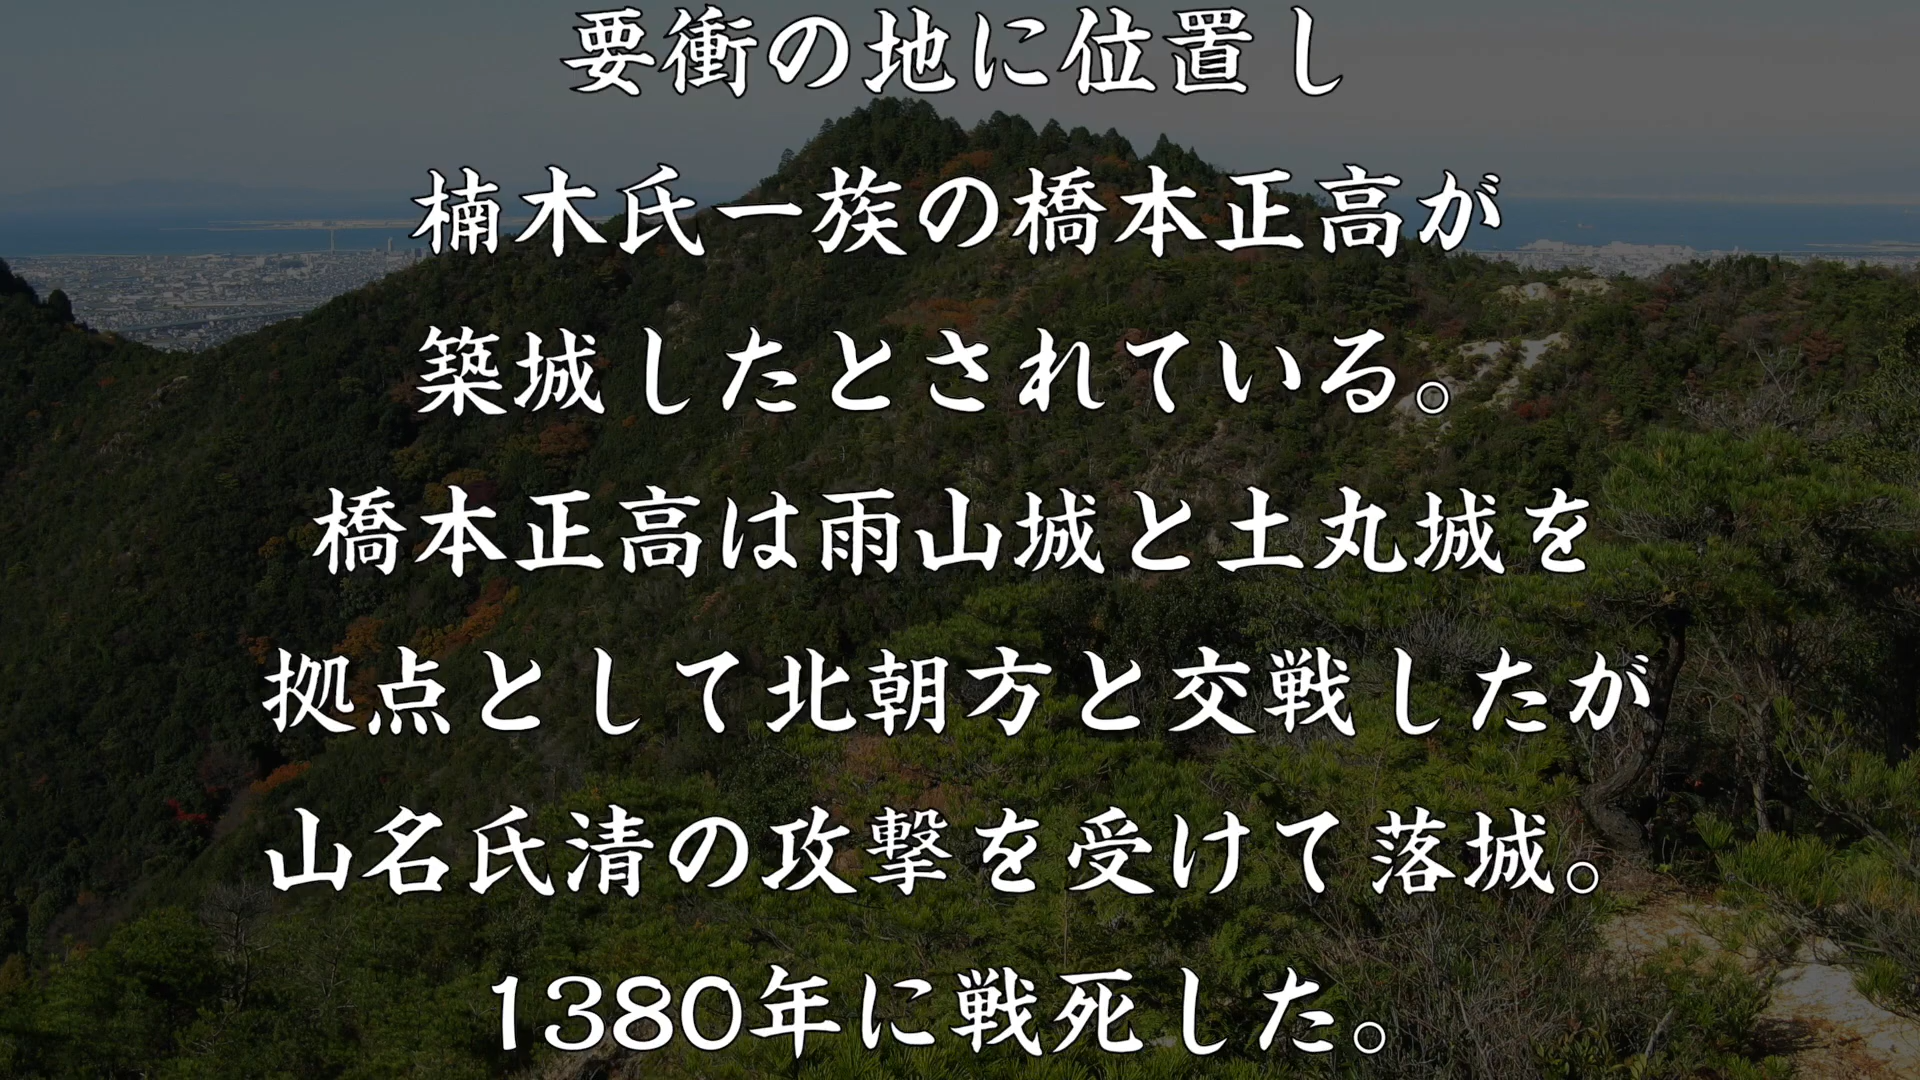 要衝の地に位置し
楠木氏一族の橋本正高が
築城したとされている。
橋本正高は雨山城と土丸城を
拠点として北朝方と交戦したが
山名氏清の攻撃を受けて落城。
1380年に戦死した。